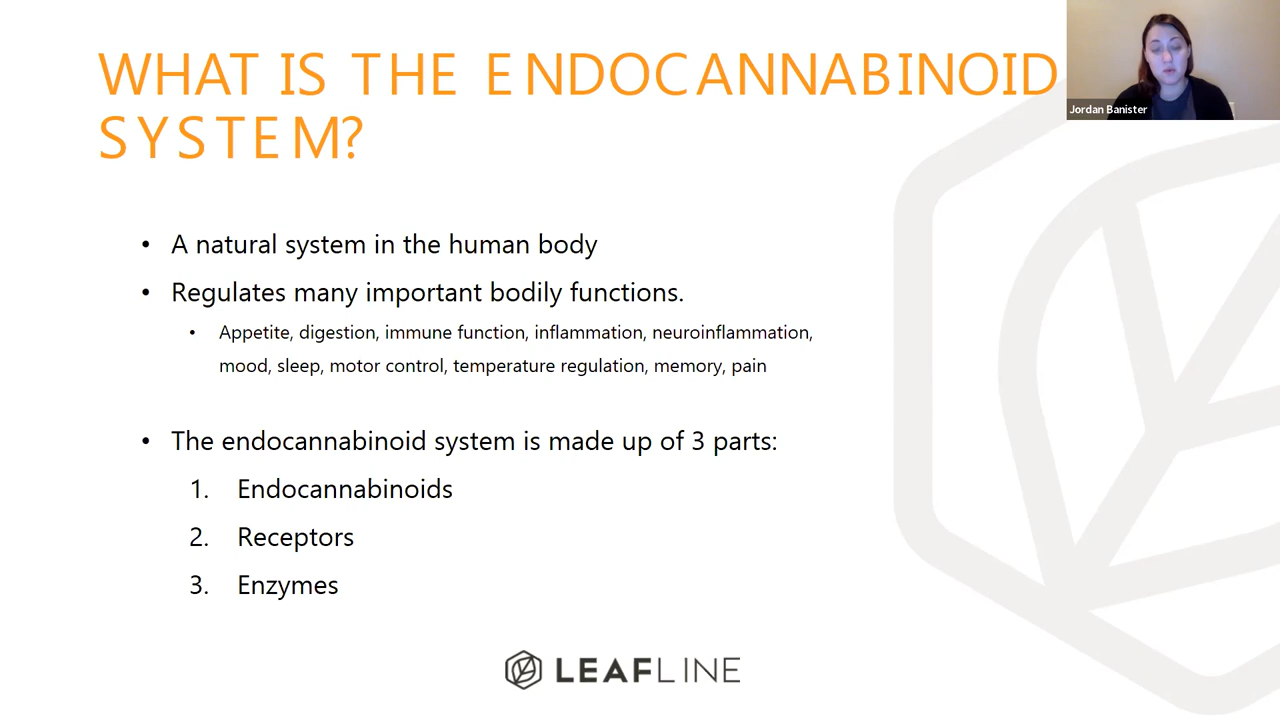 WHAT IS THE ENDOCANNABINOID
SYSTEM?
Jordan Banister
• A natural system in the human body
• Regulates many important bodily functions.
• Appetite, digestion, immune function, inflammation, neuroinflammation,
mood, sleep, motor control, temperature regulation, memory, pain
• The endocannabinoid system is made up of 3 parts:
1. Endocannabinoids
2. Receptors
3. Enzymes
LEAFLINE